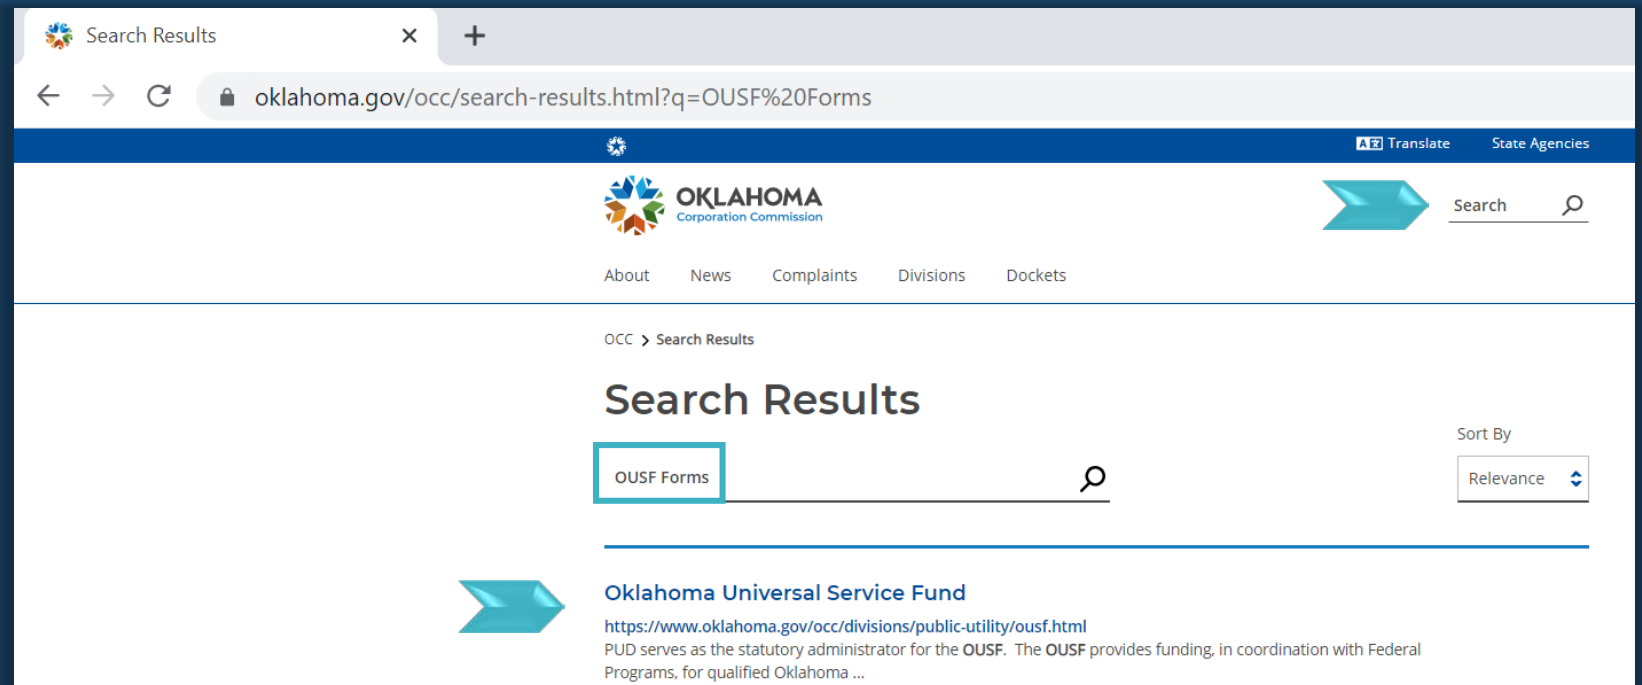 Search Results
oklahoma.gov/occ/search-results.html?q=OUSF%20Forms
Translate
State Agencies
OKLAHOMA
Corporation Commission
Search
About News Complaints Divisions Dockets
OCC > Search Results
Search Results
Sort By
OUSF Forms
Relevance
Oklahoma Universal Service Fund
https://www.oklahoma.gov/occ/divisions/public-utility/ousf.html
PUD serves as the statutory administrator for the OUSF. The OUSF provides funding, in coordination with Federal
Programs, for qualified Oklahoma ...